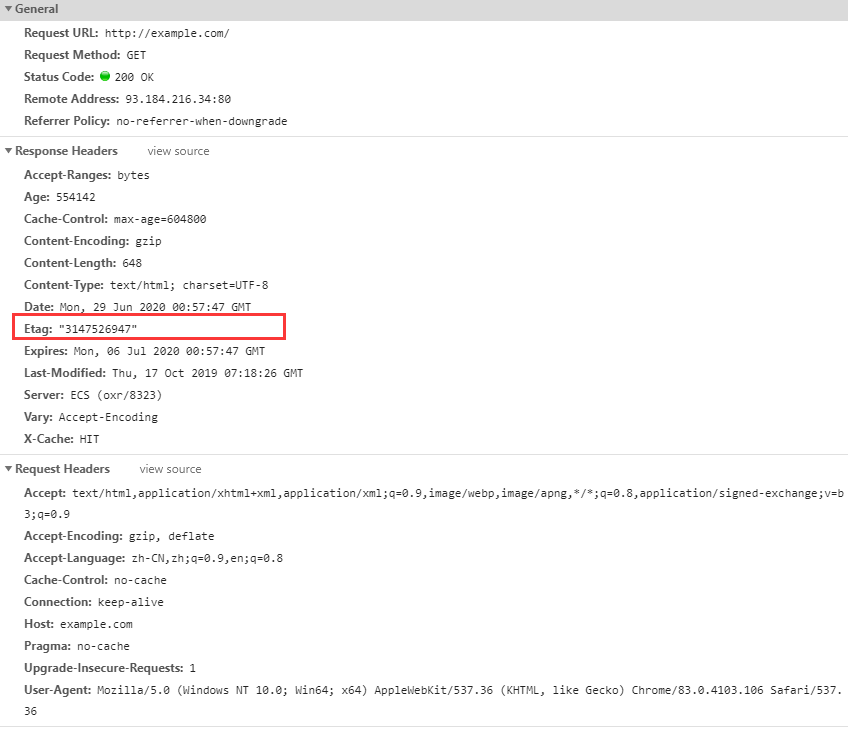 General
Request URL: http://example.com/
Request Method: GET
Status Code: 200 OK
Remote Address: 93.184.216.34:80
Referrer Policy: no-referrer-when-downgrade
Response Headers view source
Accept-Ranges: bytes
Age: 554142
Cache-Control: max-age=604800
Content-Encoding: gzip
Content-Length: 648
Content-Type: text/html; charset=UTF-8
Date: Mon, 29 Jun 2020 00:57:47 GMT
Etag: "3147526947"
Expires: Mon, 06 Jul 2020 00:57:47 GMT
Last-Modified: Thu, 17 Oct 2019 07:18:26 GMT
Server: ECS (oxr/8323)
Vary: Accept-Encoding
X-Cache: HIT
Request Headers view source
Accept: text/html,application/xhtml+xml,application/xml;q=0.9,image/webp,image/apng,*/*;q=0.8,application/signed-exchange;v=b
3;q=0.9
Accept-Encoding: gzip, deflate
Accept-Language: zh-CN,zh;q=0.9,en;q=0.8
Cache-Control: no-cache
Connection: keep-alive
Host: example.com
Pragma: no-cache
Upgrade-Insecure-Requests: 1
User-Agent: Mozilla/5.0 (Windows NT 10.0; Win64; x64) AppleWebKit/537.36 (KHTML, like Gecko) Chrome/83.0.4103.106 Safari/537.
36